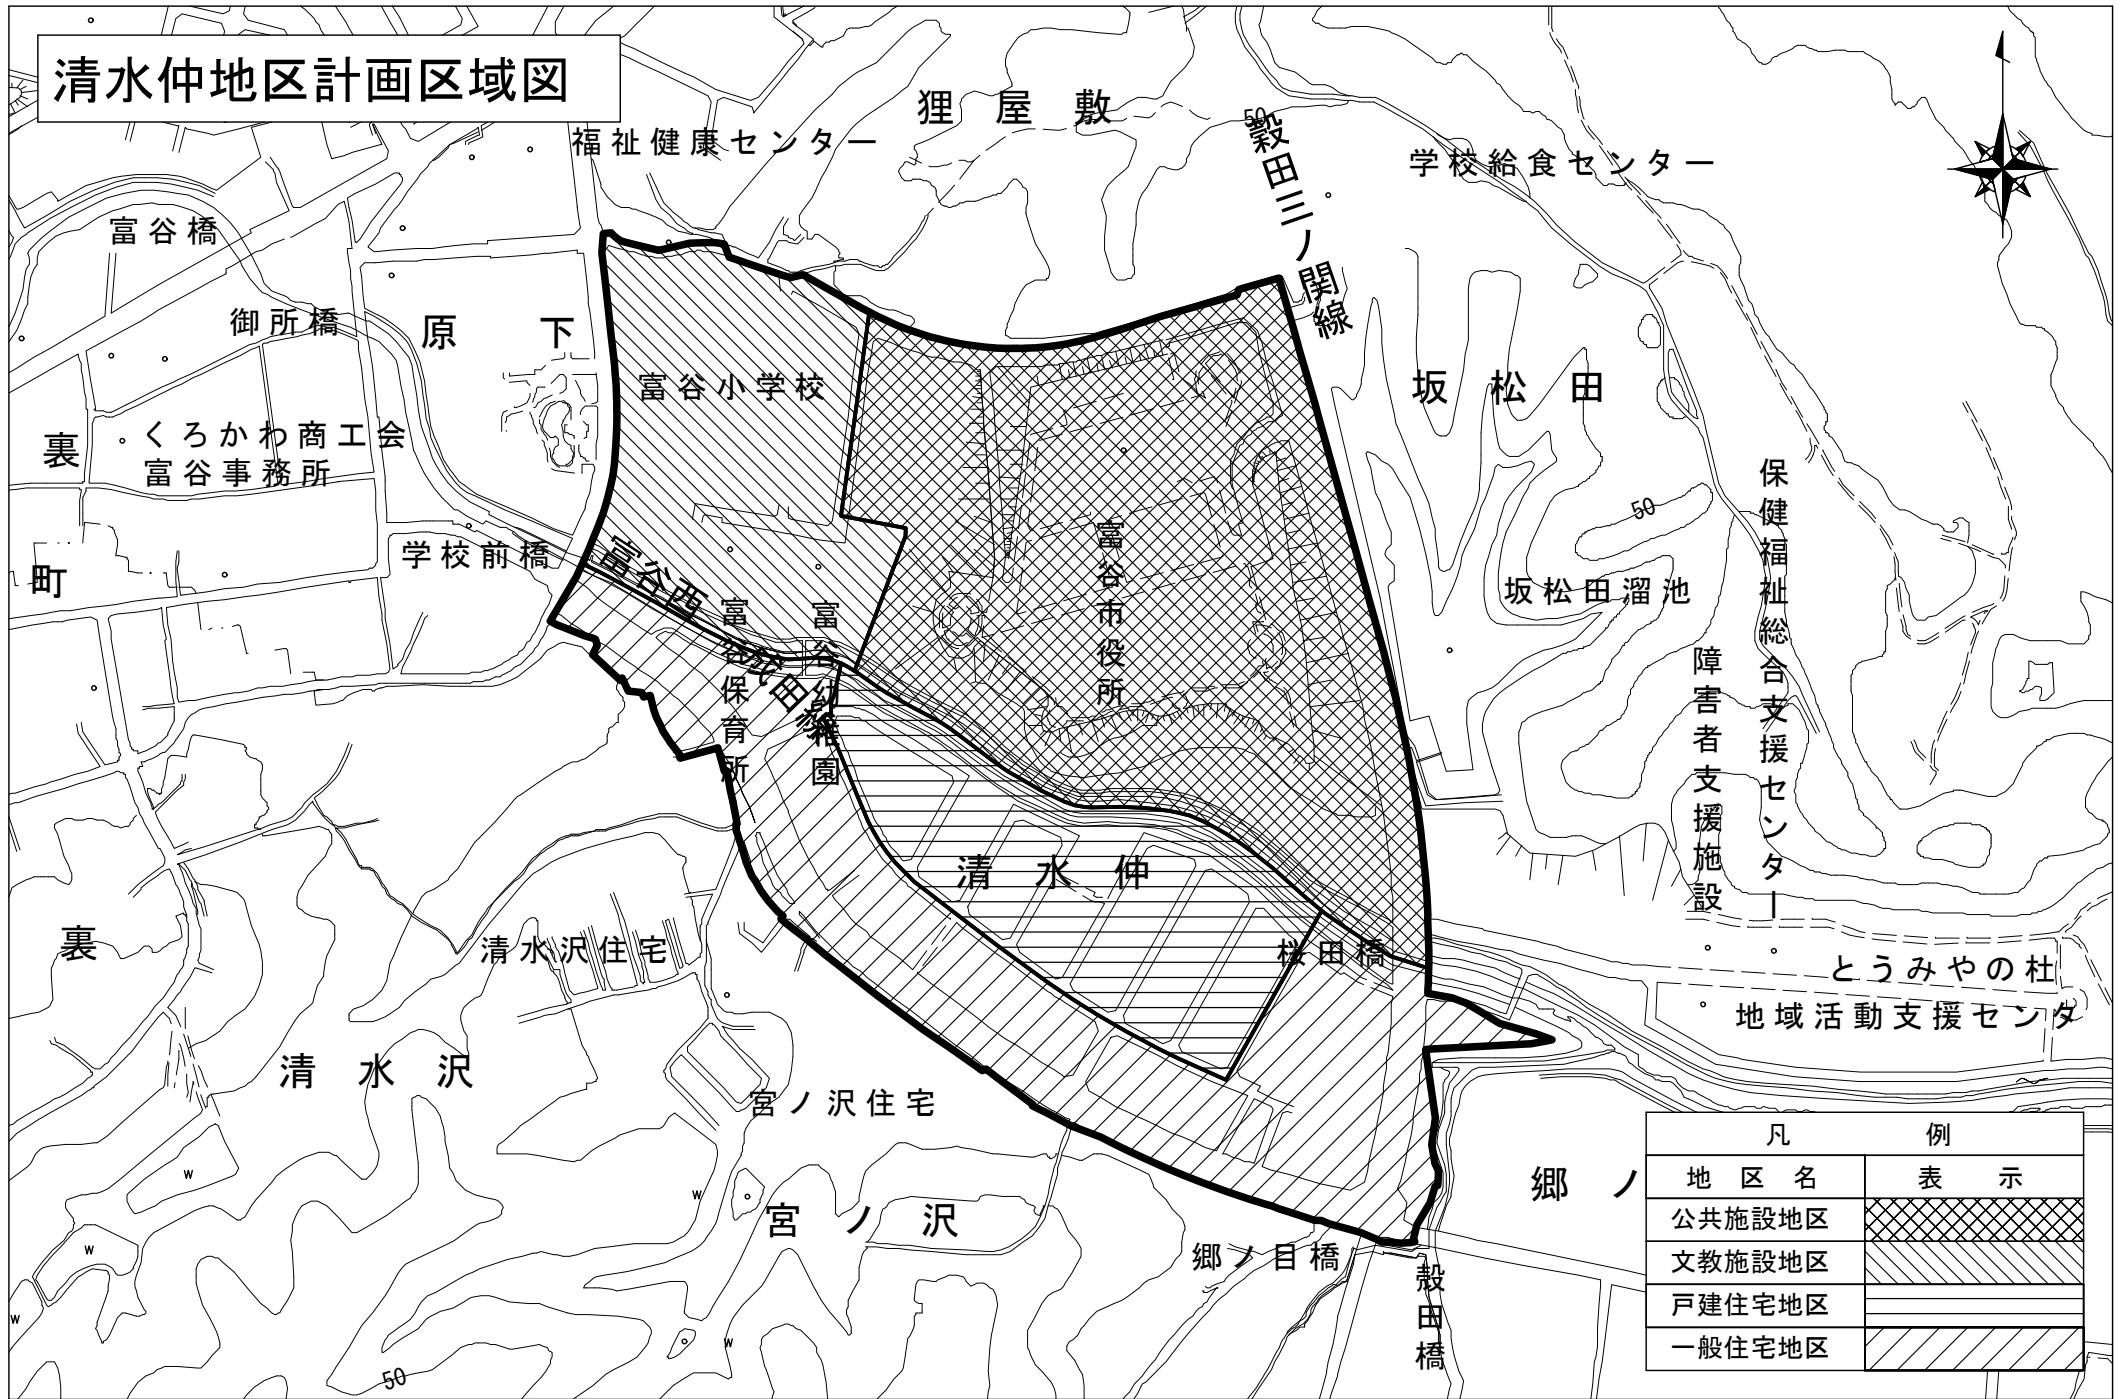 清水仲地区計画区域図
狸屋敷
福祉健康センター
穀田三ノ関線
50
学校給食センター
富谷橋
御所橋
原下
富谷小学校
坂松田
裏
くろかわ商工会
富谷事務所
保健福祉総合支援センター
50
学校前橋
富谷西沢田線
富谷市役所
町
坂松田溜池
富谷保育所
富谷幼稚園
障害者支援施設
清水仲
裏
清水沢住宅
桜田橋
とうみやの杜
地域活動支援センタ
清水沢
宮ノ沢住宅
宮ノ沢
郷ノ
郷ノ目橋
殻田橋
50
w
w
w
w
w
凡例
地区名 表示
公共施設地区
文教施設地区
戸建住宅地区
一般住宅地区